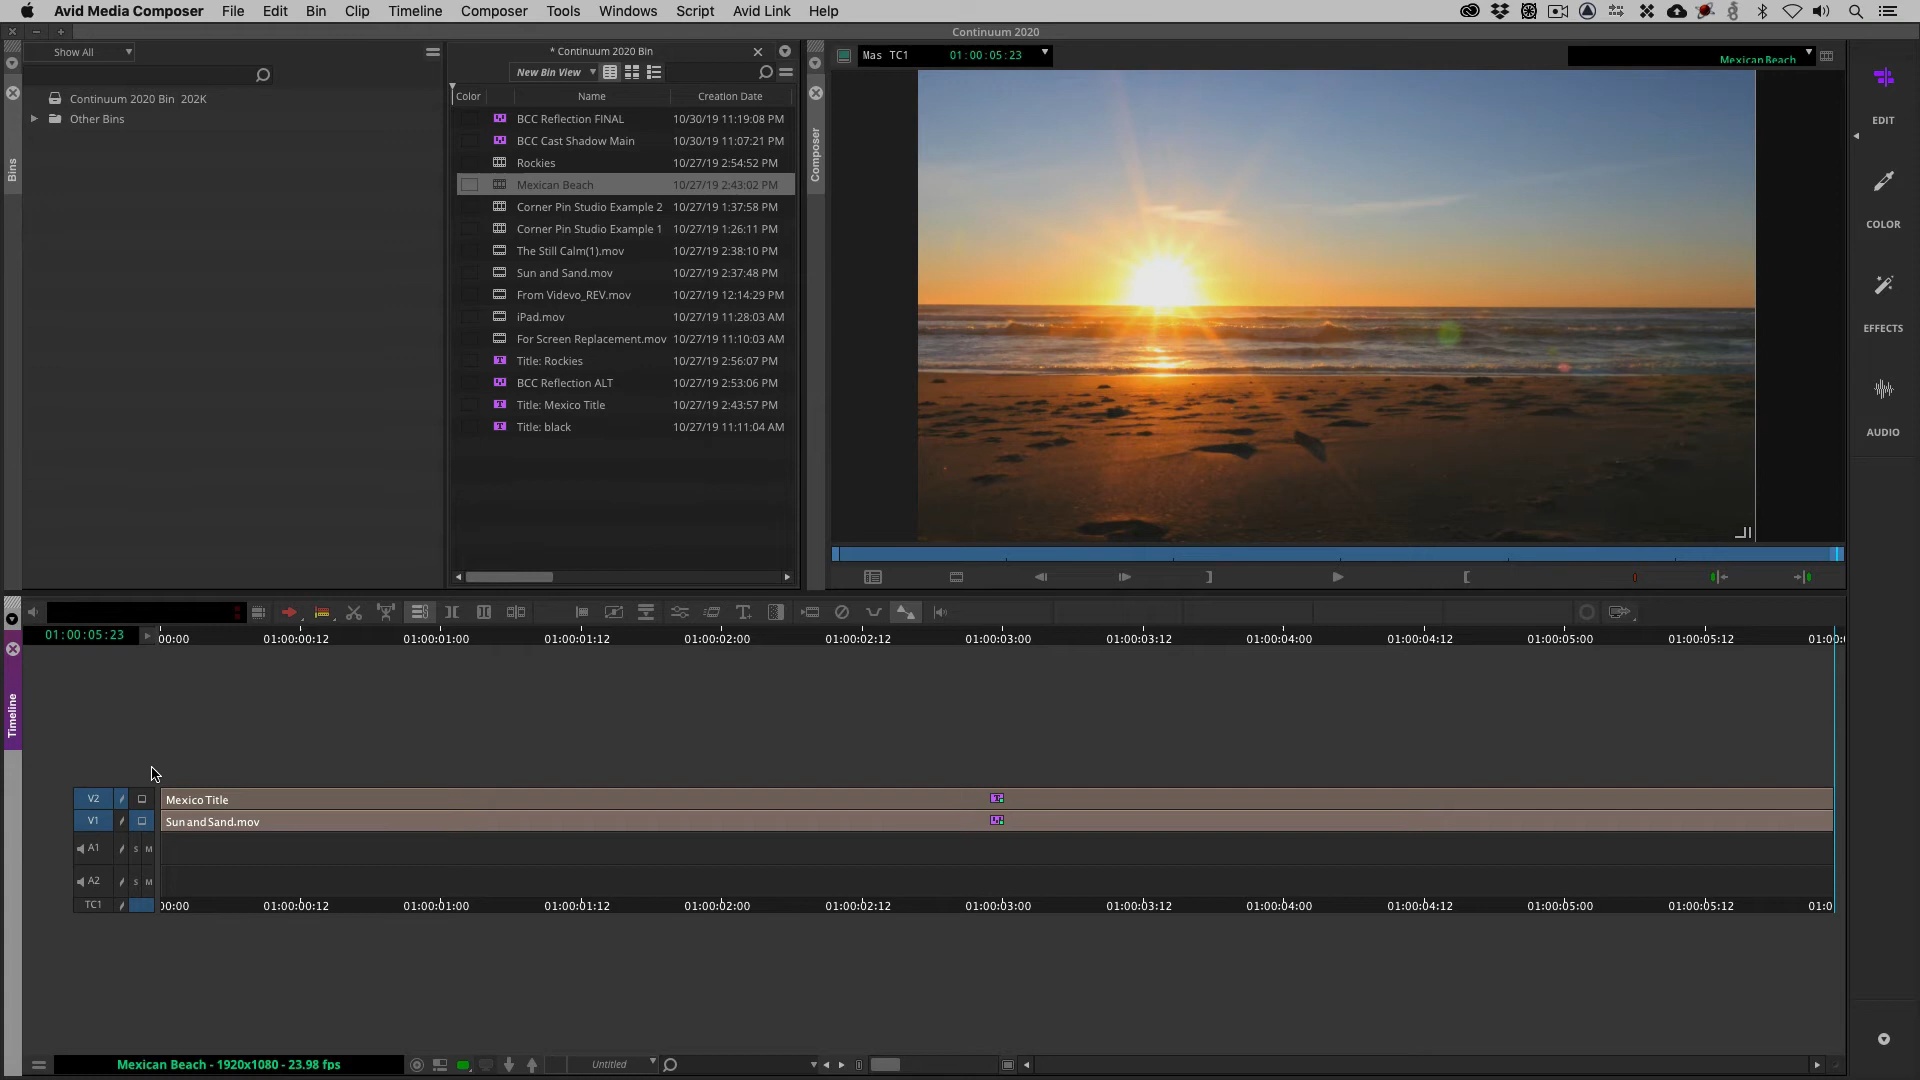 Avid Media Composer File Edit Bin Clip Timeline Composer Tools Windows Script Avid Link Help
Continuum 2020
Show All
* Continuum 2020 Bin
Mas TC1 01:00:05:23
Mexican Beach
New Bin View
Color Name Creation Date
Continuum 2020 Bin 202K
Other Bins
BCC Reflection FINAL 10/30/19 11:19:08 PM
BCC Cast Shadow Main 10/30/19 11:07:21 PM
Rockies 10/27/19 2:54:52 PM
Mexican Beach 10/27/19 2:43:02 PM
Corner Pin Studio Example 2 10/27/19 1:37:58 PM
Corner Pin Studio Example 1 10/27/19 1:26:11 PM
The Still Calm(1).mov 10/27/19 2:38:10 PM
Sun and Sand.mov 10/27/19 2:37:48 PM
From Videvo_REV.mov 10/27/19 12:14:29 PM
iPad.mov 10/27/19 11:28:03 AM
For Screen Replacement.mov 10/27/19 11:10:03 AM
Title: Rockies 10/27/19 2:56:07 PM
BCC Reflection ALT 10/27/19 2:53:06 PM
Title: Mexico Title 10/27/19 2:43:57 PM
Title: black 10/27/19 11:11:04 AM
Bins
Composer
EDIT
COLOR
EFFECTS
AUDIO
Timeline
01:00:05:23
00:00 01:00:00:12 01:00:01:00 01:00:01:12 01:00:02:00 01:00:02:12 01:00:03:00 01:00:03:12 01:00:04:00 01:00:04:12 01:00:05:00 01:00:05:12 01:00:
V2 Mexico Title
V1 Sun and Sand.mov
A1 S M
A2 S M
TC1 00:00 01:00:00:12 01:00:01:00 01:00:01:12 01:00:02:00 01:00:02:12 01:00:03:00 01:00:03:12 01:00:04:00 01:00:04:12 01:00:05:00 01:00:05:12 01:0
Mexican Beach - 1920x1080 - 23.98 fps
Untitled